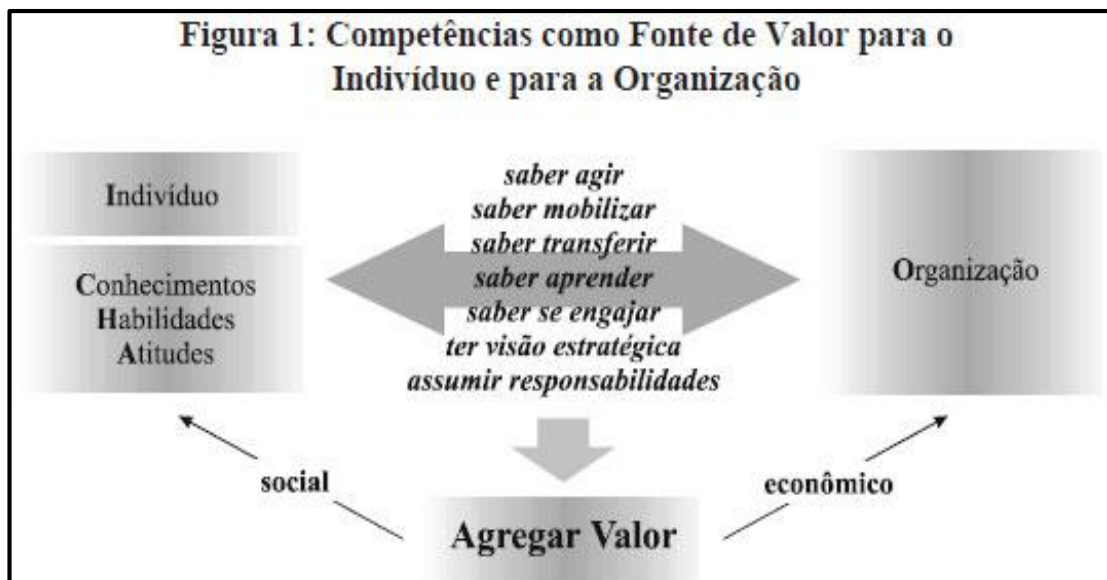 Figura 1: Competências como Fonte de Valor para o
Indivíduo e para a Organização
Indivíduo
Conhecimentos
Habilidades
Atitudes
saber agir
saber mobilizar
saber transferir
saber aprender
saber se engajar
ter visão estratégica
assumir responsabilidades
Organização
social
econômico
Agregar Valor